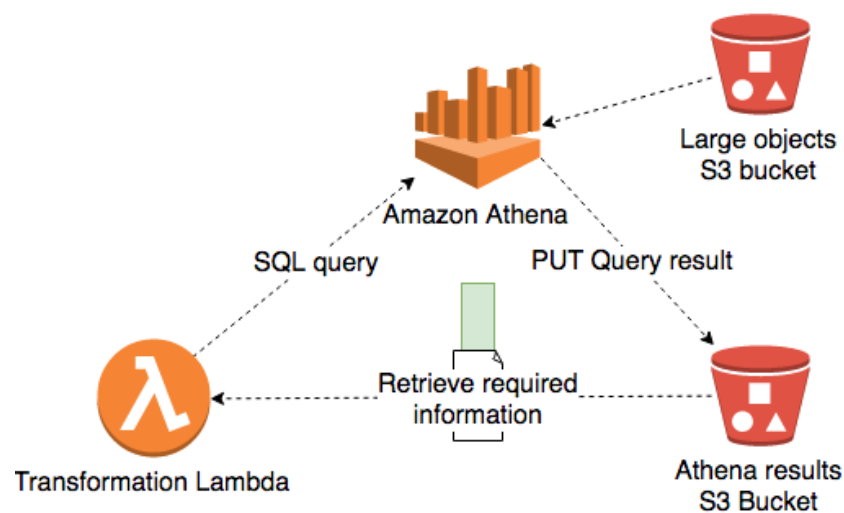 Large objects
S3 bucket
Amazon Athena
SQL query
PUT Query result
Retrieve required
information
Transformation Lambda
Athena results
S3 Bucket